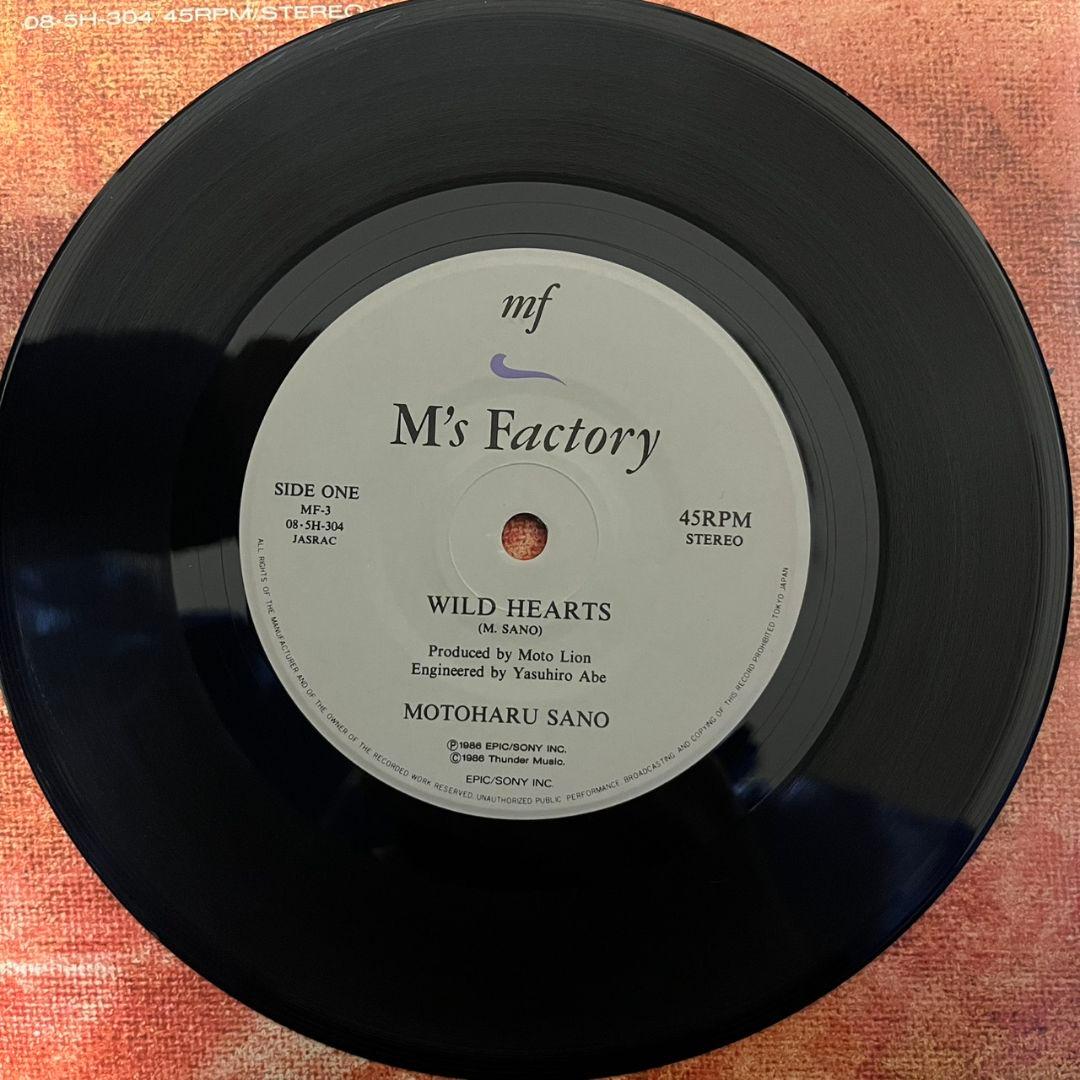 08・5H-304 45RPM/STEREO
mf
M's Factory
SIDE ONE
MF-3
08・5H-304
JASRAC
45RPM
STEREO
WILD HEARTS
(M. SANO)
Produced by Moto Lion
Engineered by Yasuhiro Abe
MOTOHARU SANO
Ⓟ1986 EPIC/SONY INC.
Ⓒ1986 Thunder Music.
EPIC/SONY INC.
ALL RIGHTS OF THE MANUFACTURER AND OF THE OWNER OF THE RECORDED WORK RESERVED. UNAUTHORIZED PUBLIC PERFORMANCE BROADCASTING AND COPYING OF THIS RECORD PROHIBITED TOKYO JAPAN